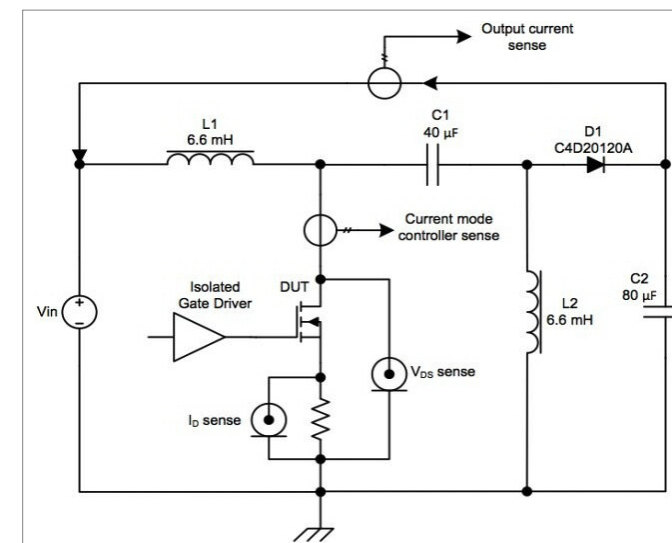 Output current
sense
L1
6.6 mH
C1
40 µF
D1
C4D20120A
Current mode
controller sense
Isolated
Gate Driver
DUT
Vin
+
−
L2
6.6 mH
C2
80 µF
VDS sense
ID sense